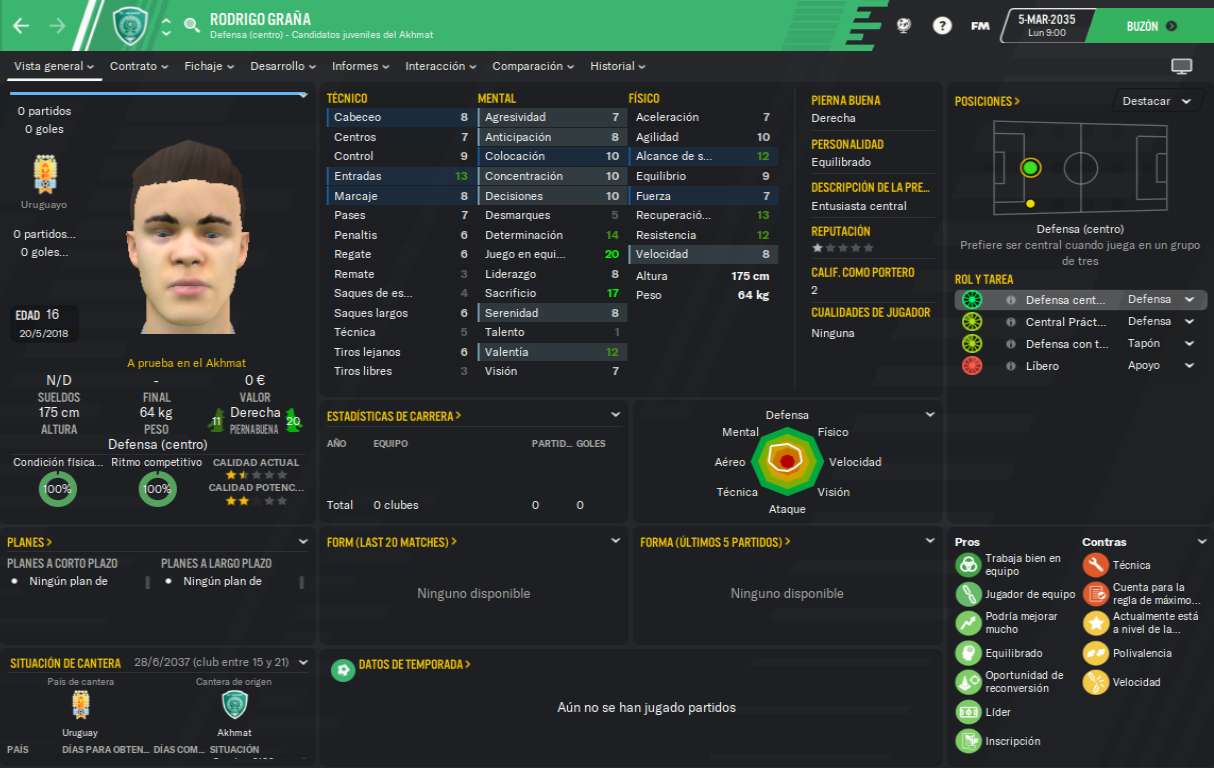 RODRIGO GRAÑA
Defensa (centro) - Candidatos juveniles del Akhmat
?
FM
5-MAR-2035
Lun 9:00
BUZÓN
Vista general
Contrato
Fichaje
Desarrollo
Informes
Interacción
Comparación
Historial
0 partidos
0 goles
Uruguayo
0 partidos...
0 goles...
EDAD 16
20/5/2018
A prueba en el Akhmat
N/D - 0 €
SUELDOS FINAL VALOR
175 cm 64 kg 11 Derecha 20
ALTURA PESO PIERNA BUENA
Defensa (centro)
Condición física... Ritmo competitivo CALIDAD ACTUAL
100% 100%
CALIDAD POTENC...
TÉCNICO
Cabeceo 8
Centros 7
Control 9
Entradas 13
Marcaje 8
Pases 7
Penaltis 6
Regate 6
Remate 3
Saques de es... 4
Saques largos 6
Técnica 5
Tiros lejanos 6
Tiros libres 3
MENTAL
Agresividad 7
Anticipación 8
Colocación 10
Concentración 10
Decisiones 10
Desmarques 5
Determinación 14
Juego en equi... 20
Liderazgo 8
Sacrificio 17
Serenidad 8
Talento 1
Valentía 12
Visión 7
FÍSICO
Aceleración 7
Agilidad 10
Alcance de s... 12
Equilibrio 9
Fuerza 7
Recuperació... 13
Resistencia 12
Velocidad 8
Altura 175 cm
Peso 64 kg
PIERNA BUENA
Derecha
PERSONALIDAD
Equilibrado
DESCRIPCIÓN DE LA PRE...
Entusiasta central
REPUTACIÓN
CALIF. COMO PORTERO
2
CUALIDADES DE JUGADOR
Ninguna
POSICIONES >
Destacar
Defensa (centro)
Prefiere ser central cuando juega en un grupo
de tres
ROL Y TAREA
Defensa cent... Defensa
Central Práct... Defensa
Defensa con t... Tapón
Líbero Apoyo
ESTADÍSTICAS DE CARRERA >
AÑO EQUIPO PARTID... GOLES
Total 0 clubes 0 0
Defensa
Mental Físico
Aéreo Velocidad
Técnica Visión
Ataque
PLANES >
PLANES A CORTO PLAZO PLANES A LARGO PLAZO
• Ningún plan de • Ningún plan de
FORM (LAST 20 MATCHES) >
Ninguno disponible
FORMA (ÚLTIMOS 5 PARTIDOS) >
Ninguno disponible
Pros
Trabaja bien en
equipo
Jugador de equipo
Podría mejorar
mucho
Equilibrado
Oportunidad de
reconversión
Líder
Inscripción
Contras
Técnica
Cuenta para la
regla de máximo...
Actualmente está
a nivel de la...
Polivalencia
Velocidad
SITUACIÓN DE CANTERA 28/6/2037 (club entre 15 y 21)
País de cantera Cantera de origen
Uruguay Akhmat
PAÍS DÍAS PARA OBTEN... DÍAS COM... SITUACIÓN
DATOS DE TEMPORADA >
Aún no se han jugado partidos